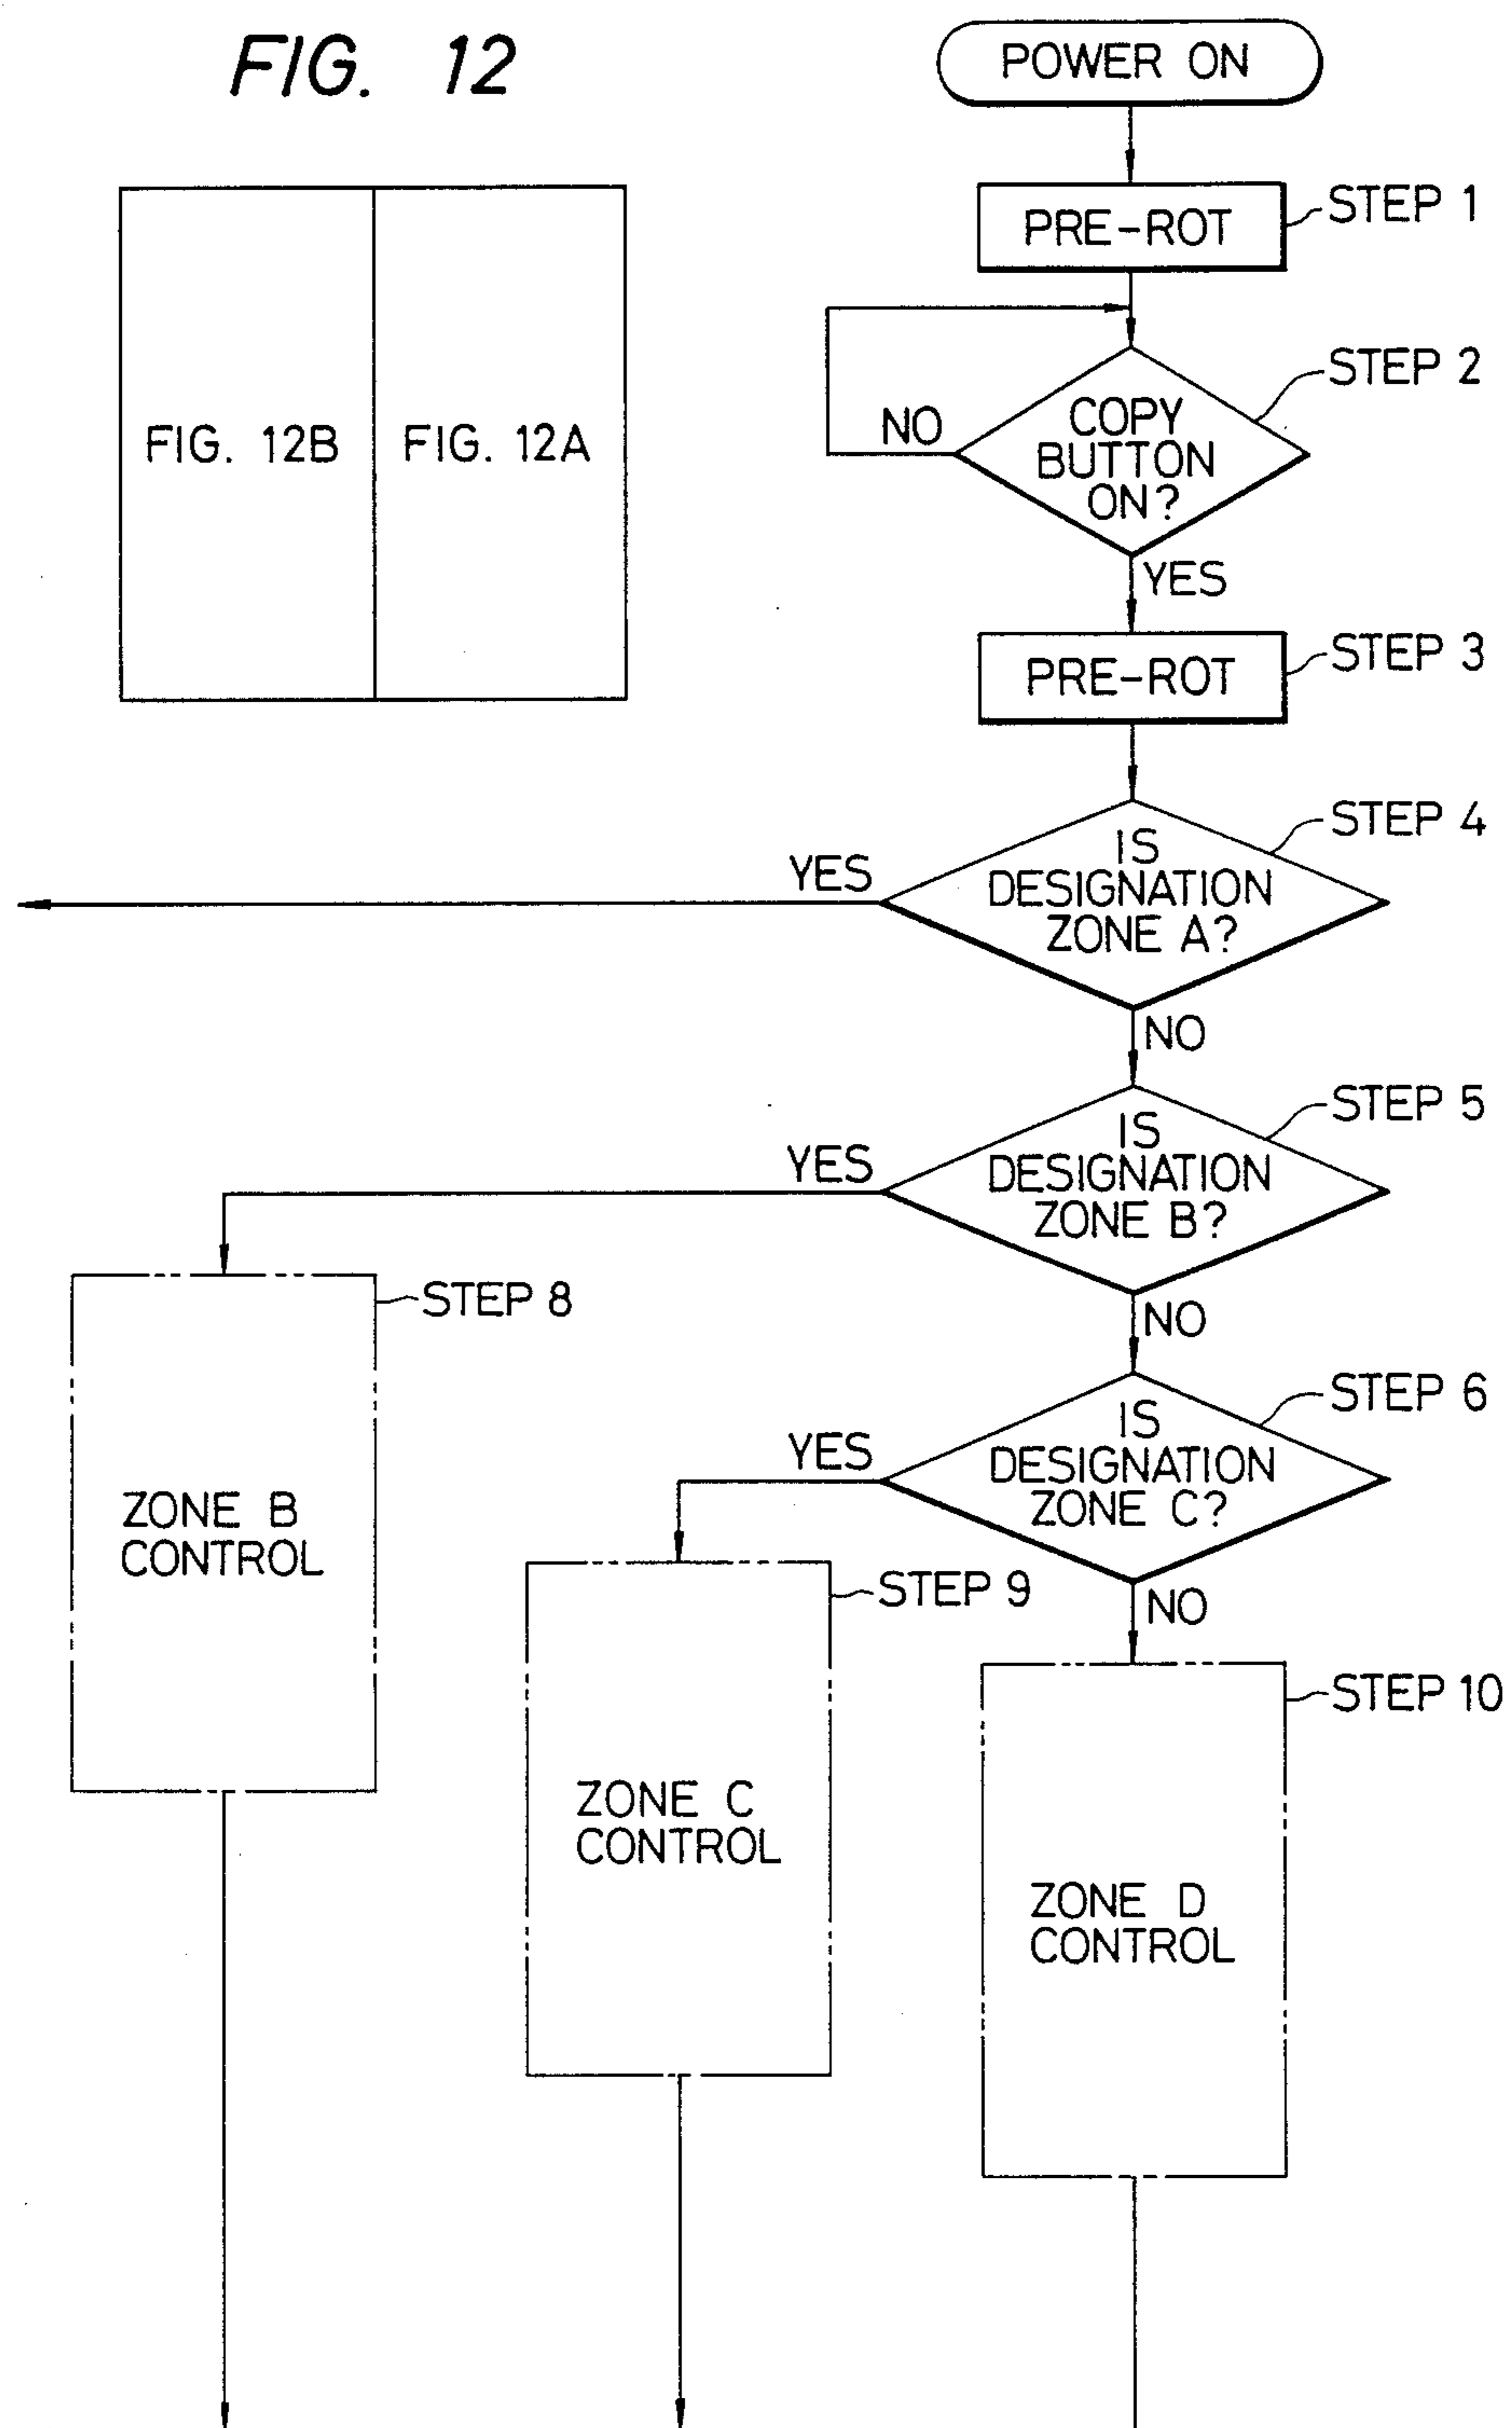 FIG. 12
FIG. 12B
FIG. 12A
POWER ON
PRE-ROT
STEP 1
COPY
BUTTON
ON?
STEP 2
NO
YES
PRE-ROT
STEP 3
IS
DESIGNATION
ZONE A?
STEP 4
YES
NO
IS
DESIGNATION
ZONE B?
STEP 5
YES
NO
STEP 8
ZONE B
CONTROL
IS
DESIGNATION
ZONE C?
STEP 6
YES
NO
STEP 9
ZONE C
CONTROL
STEP 10
ZONE D
CONTROL